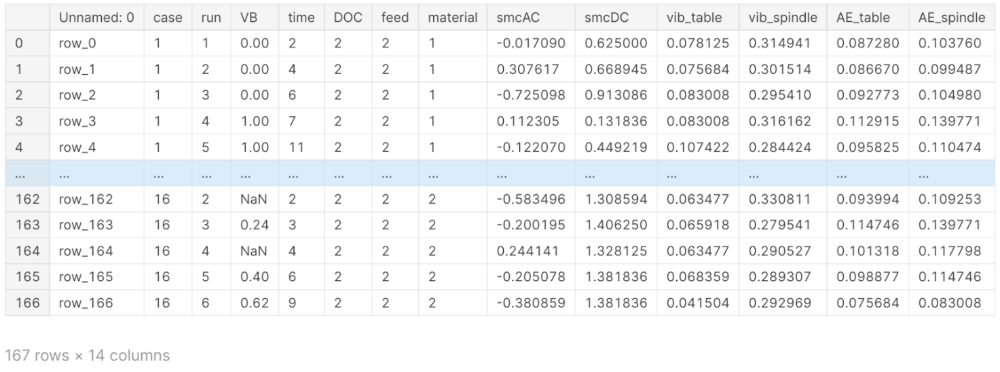 Unnamed: 0 case run VB time DOC feed material smcAC smcDC vib_table vib_spindle AE_table AE_spindle
0 row_0 1 1 0.00 2 2 2 1 -0.017090 0.625000 0.078125 0.314941 0.087280 0.103760
1 row_1 1 2 0.00 4 2 2 1 0.307617 0.668945 0.075684 0.301514 0.086670 0.099487
2 row_2 1 3 0.00 6 2 2 1 -0.725098 0.913086 0.083008 0.295410 0.092773 0.104980
3 row_3 1 4 1.00 7 2 2 1 0.112305 0.131836 0.083008 0.316162 0.112915 0.139771
4 row_4 1 5 1.00 11 2 2 1 -0.122070 0.449219 0.107422 0.284424 0.095825 0.110474
... ... ... ... ... ... ... ... ... ... ... ... ... ... ...
162 row_162 16 2 NaN 2 2 2 2 -0.583496 1.308594 0.063477 0.330811 0.093994 0.109253
163 row_163 16 3 0.24 3 2 2 2 -0.200195 1.406250 0.065918 0.279541 0.114746 0.139771
164 row_164 16 4 NaN 4 2 2 2 0.244141 1.328125 0.063477 0.290527 0.101318 0.117798
165 row_165 16 5 0.40 6 2 2 2 -0.205078 1.381836 0.068359 0.289307 0.098877 0.114746
166 row_166 16 6 0.62 9 2 2 2 -0.380859 1.381836 0.041504 0.292969 0.075684 0.083008
167 rows × 14 columns